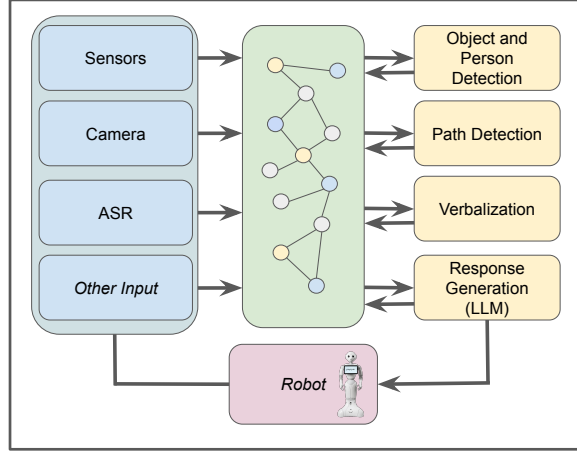 Sensors
Camera
ASR
Other Input
Object and
Person
Detection
Path Detection
Verbalization
Response
Generation
(LLM)
Robot